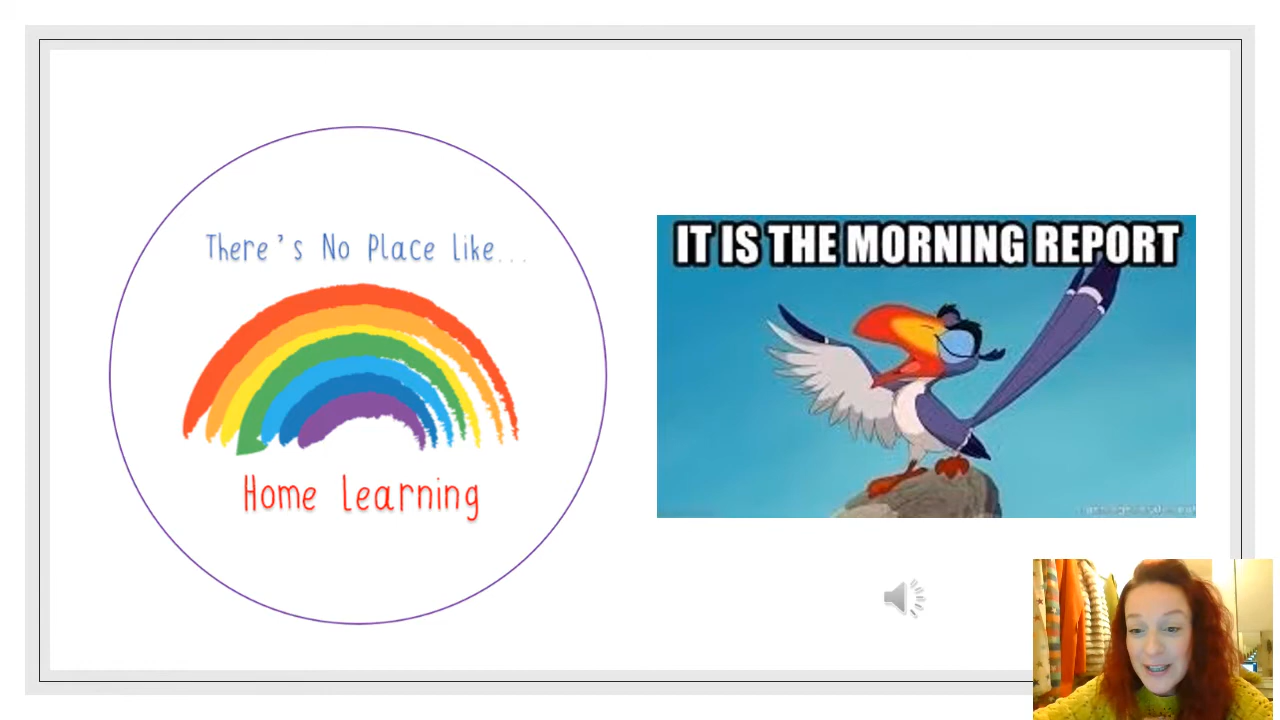 There's No Place like...
Home Learning
IT IS THE MORNING REPORT